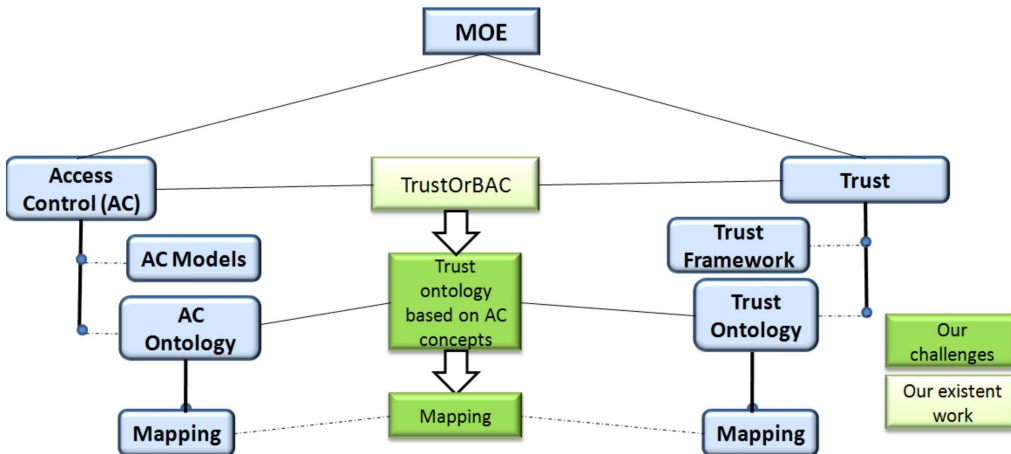 MOE
Access
Control (AC)
TrustOrBAC
Trust
AC Models
Trust
Framework
Trust
ontology
based on AC
concepts
AC
Ontology
Trust
Ontology
Our
challenges
Our existent
work
Mapping
Mapping
Mapping